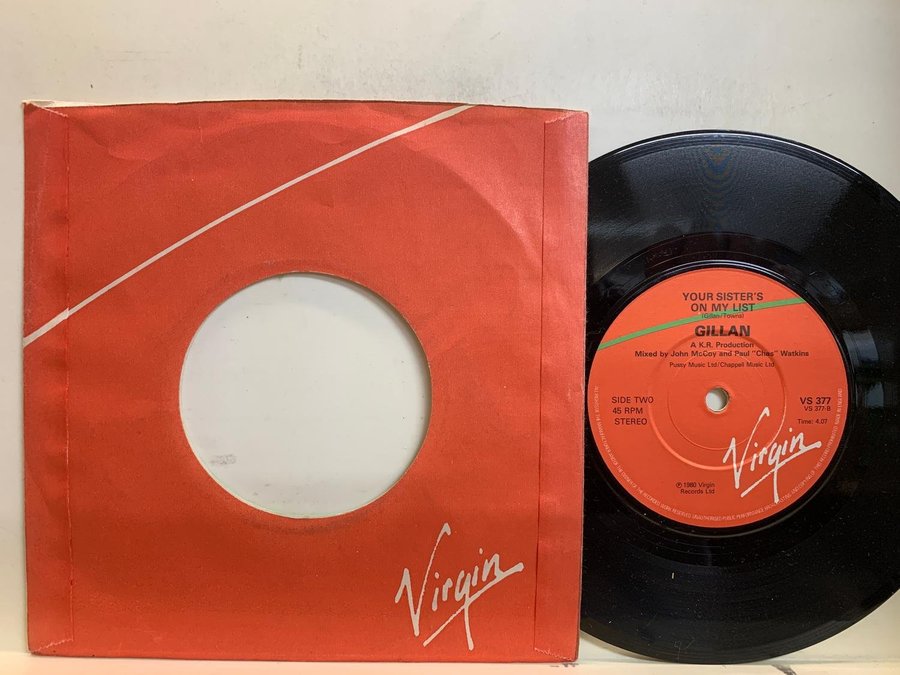 Virgin
YOUR SISTER'S
ON MY LIST
(Gillan/Towns)
GILLAN
A K.R. Production
Mixed by John McCoy and Paul "Chas" Watkins
Pussy Music Ltd/Chappell Music Ltd
SIDE TWO
45 RPM
STEREO
VS 377
VS 377-B
Time: 4.07
Virgin
℗ 1980 Virgin
Records Ltd